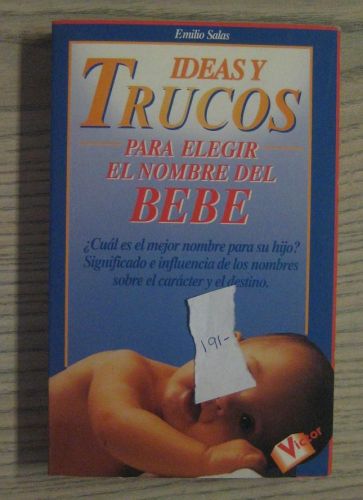 Emilio Salas
IDEAS Y
TRUCOS
PARA ELEGIR
EL NOMBRE DEL
BEBE
¿Cuál es el mejor nombre para su hijo?
Significado e influencia de los nombres
sobre el carácter y el destino.
191-
Victor